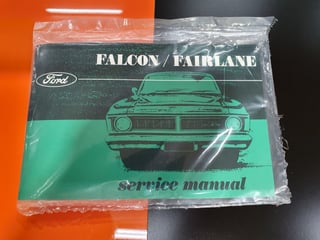 FALCON / FAIRLANE
Ford
service manual